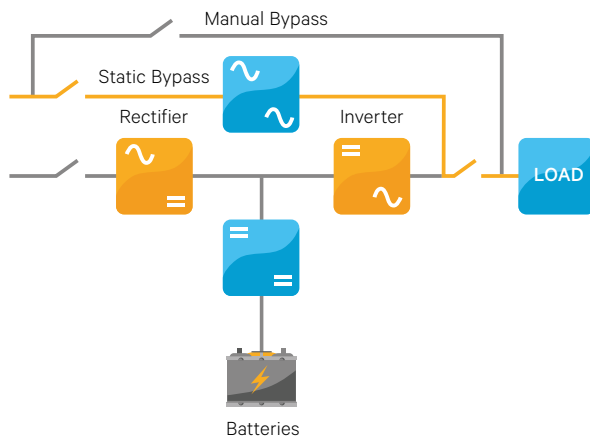 Manual Bypass
Static Bypass
Rectifier
Inverter
LOAD
Batteries